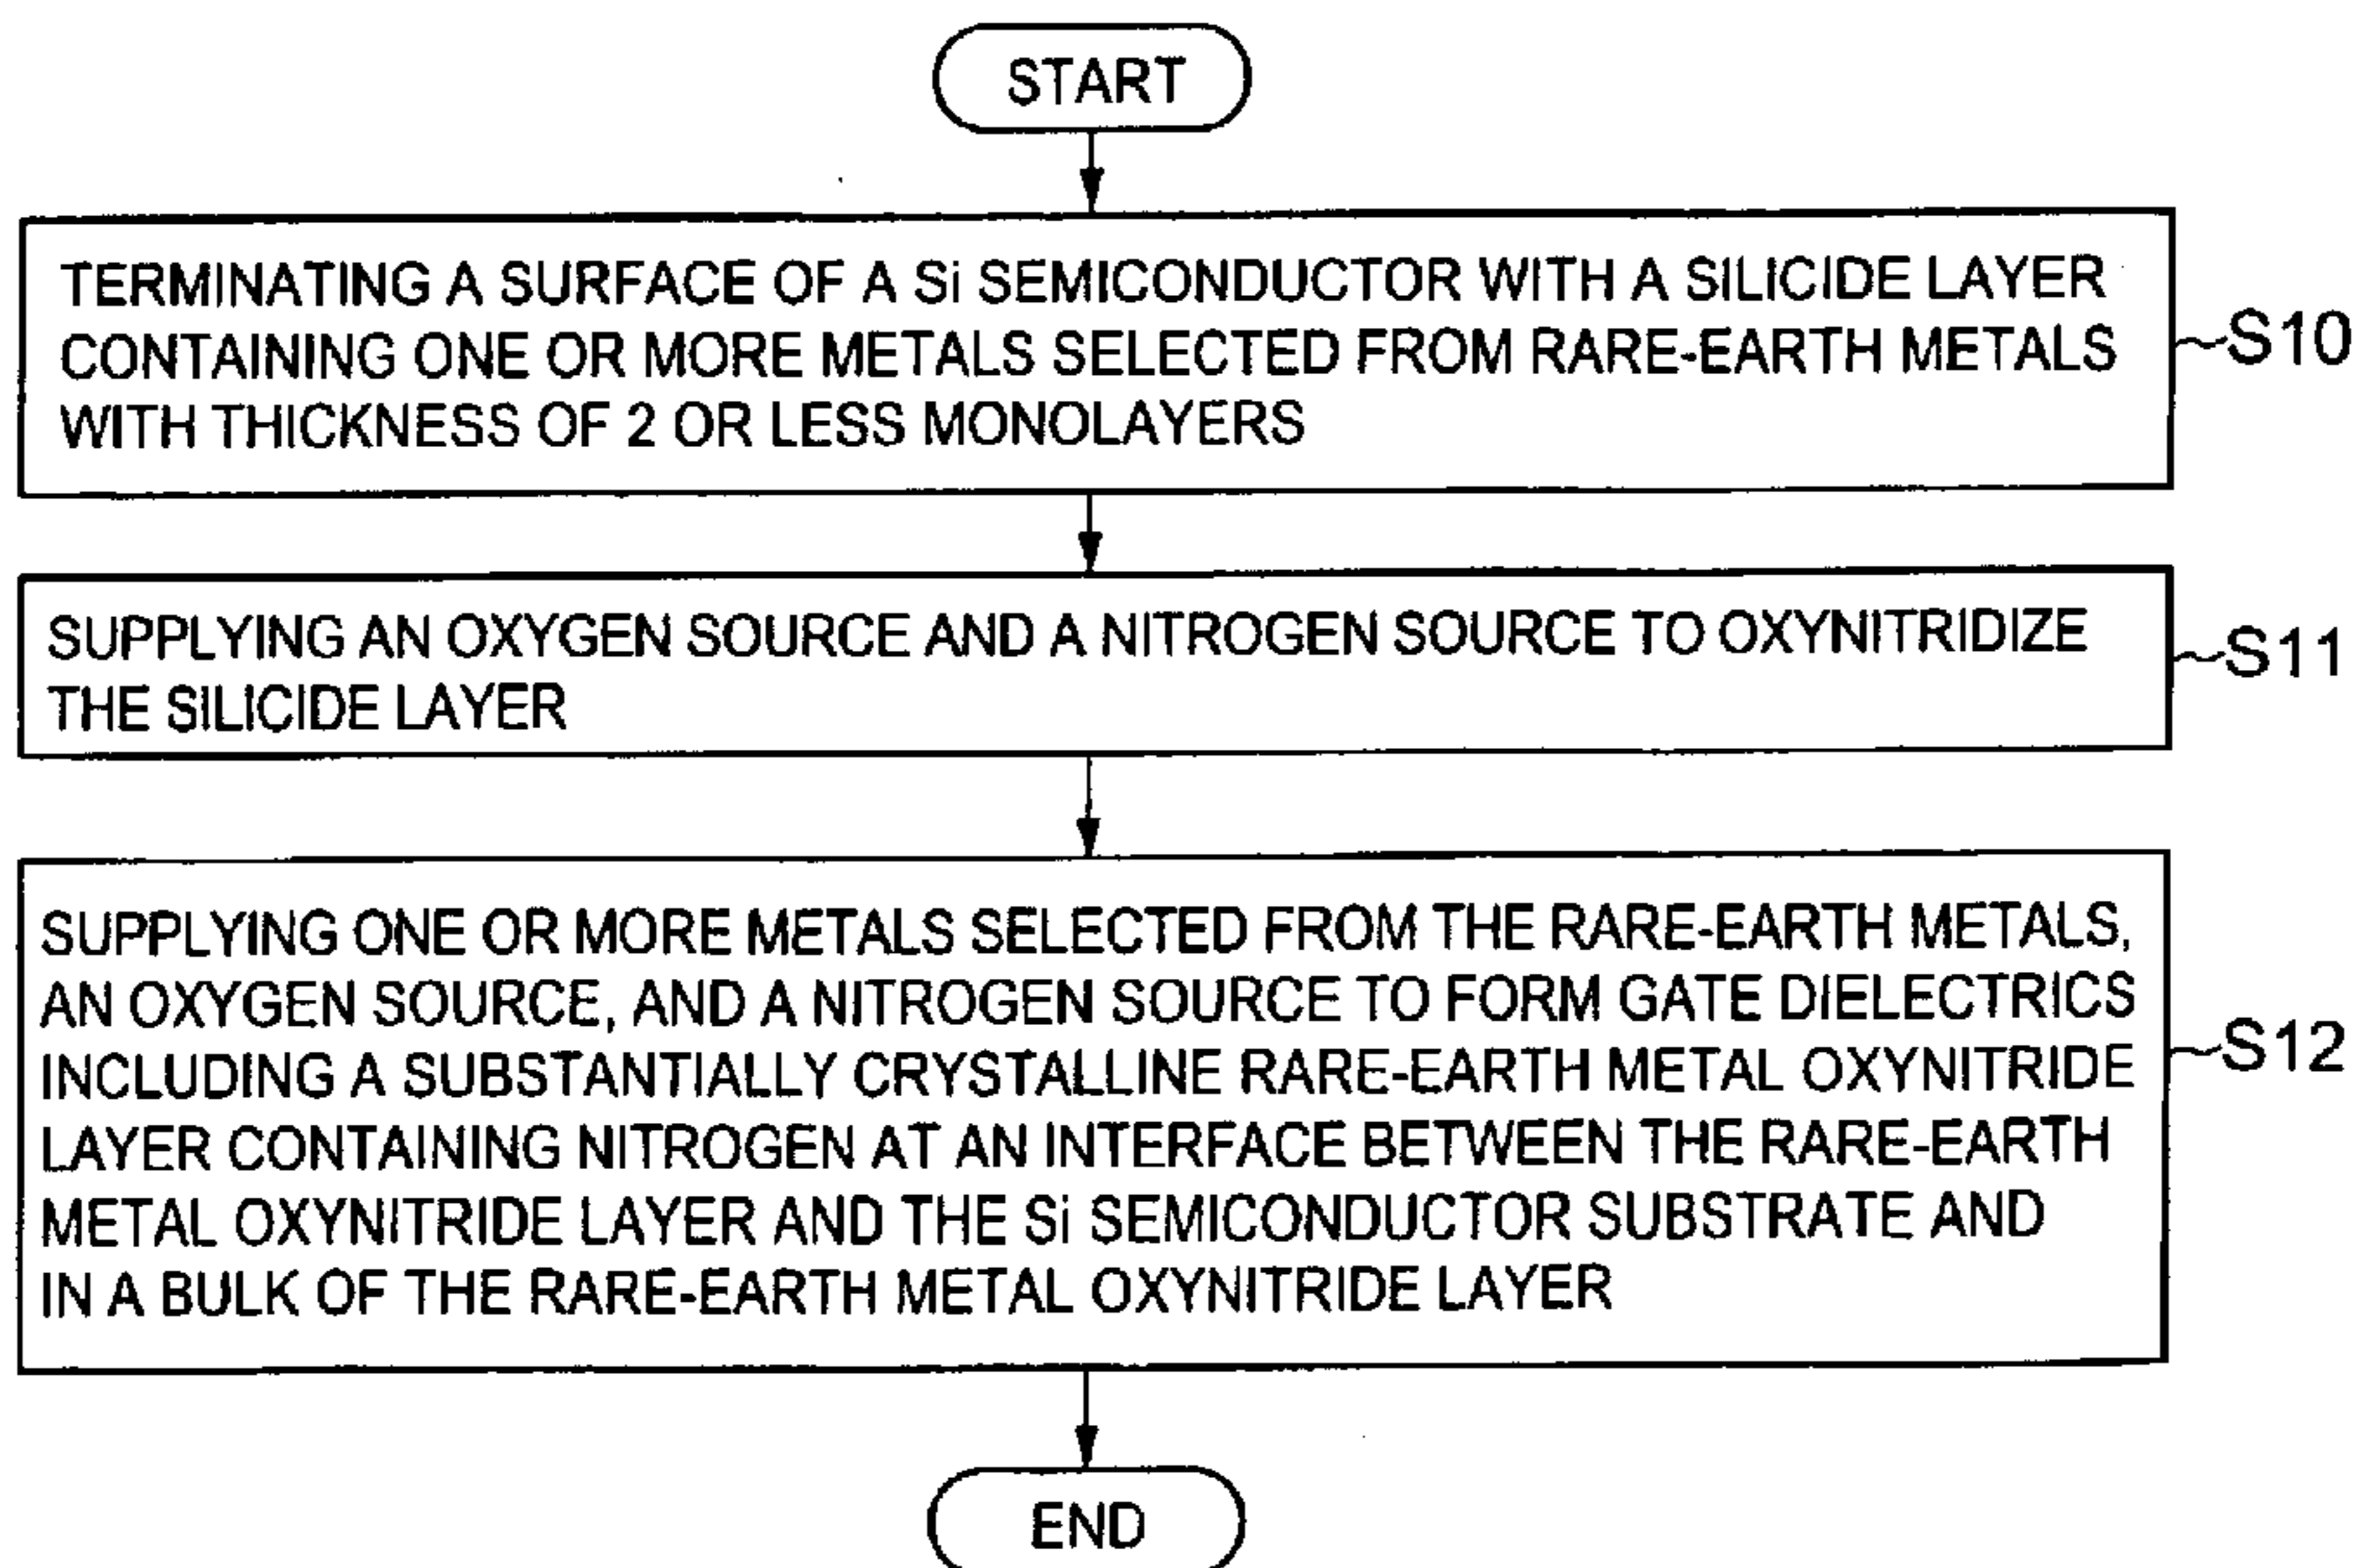 START
TERMINATING A SURFACE OF A Si SEMICONDUCTOR WITH A SILICIDE LAYER
CONTAINING ONE OR MORE METALS SELECTED FROM RARE-EARTH METALS
WITH THICKNESS OF 2 OR LESS MONOLAYERS
S10
SUPPLYING AN OXYGEN SOURCE AND A NITROGEN SOURCE TO OXYNITRIDIZE
THE SILICIDE LAYER
S11
SUPPLYING ONE OR MORE METALS SELECTED FROM THE RARE-EARTH METALS,
AN OXYGEN SOURCE, AND A NITROGEN SOURCE TO FORM GATE DIELECTRICS
INCLUDING A SUBSTANTIALLY CRYSTALLINE RARE-EARTH METAL OXYNITRIDE
LAYER CONTAINING NITROGEN AT AN INTERFACE BETWEEN THE RARE-EARTH
METAL OXYNITRIDE LAYER AND THE Si SEMICONDUCTOR SUBSTRATE AND
IN A BULK OF THE RARE-EARTH METAL OXYNITRIDE LAYER
S12
END